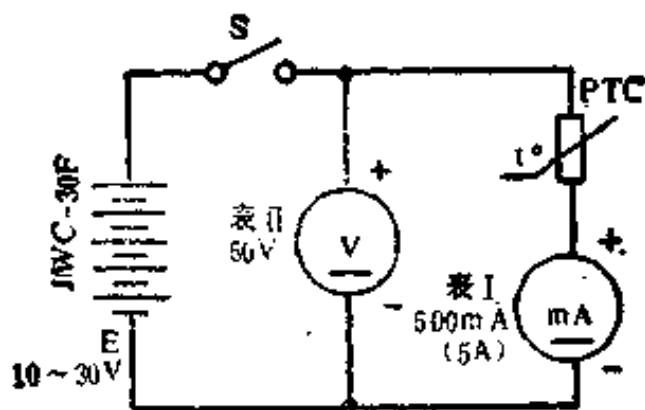 S
PTC
t°
JWC-30F
+
表Ⅱ
50V
V
-
+
表Ⅰ
500mA
(5A)
mA
-
E
10~30V